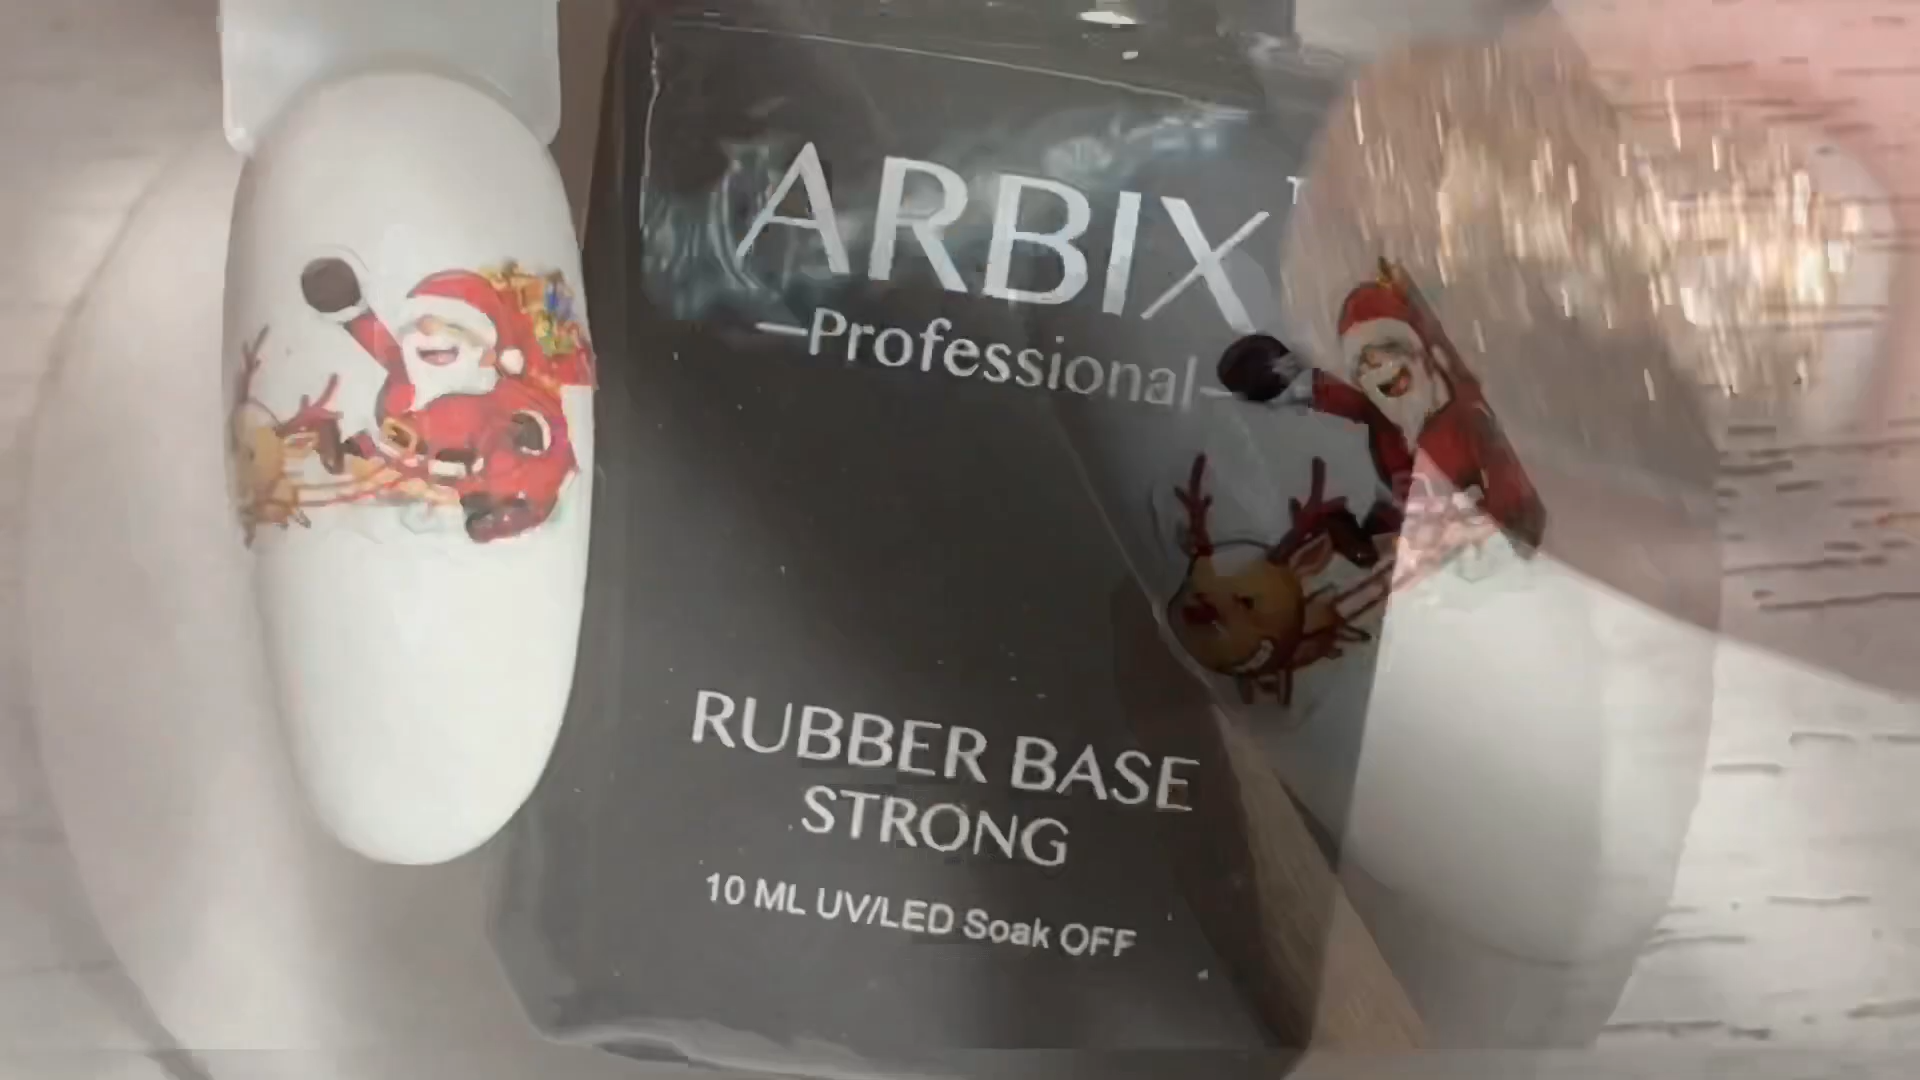 ARBIX
—Professional—
RUBBER BASE
STRONG
10 ML UV/LED Soak OFF